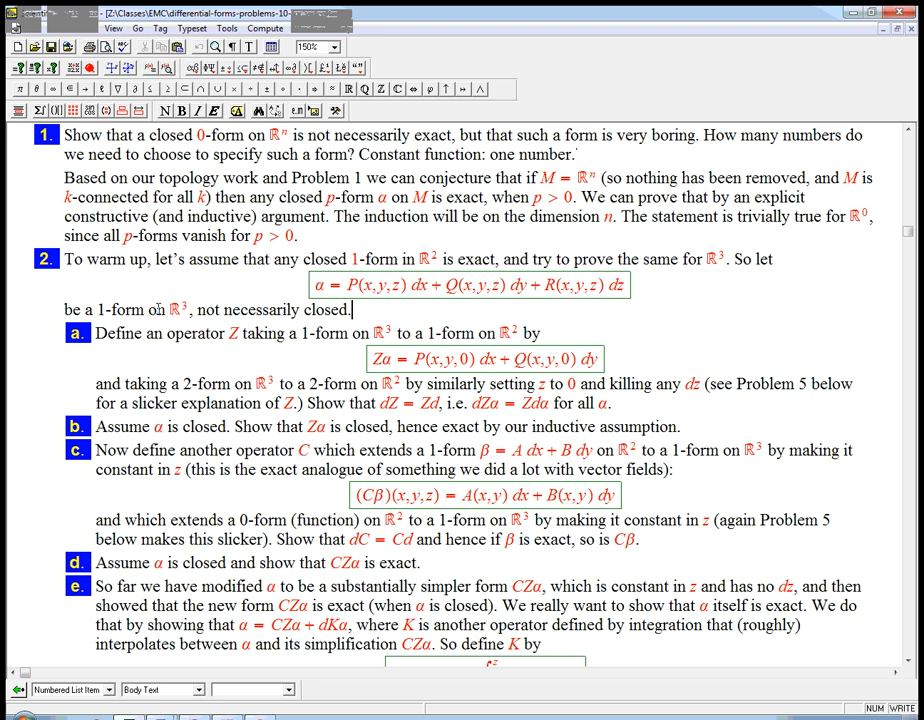 - [Z:\Classes\EMC\differential-forms-problems-10-
Go Tag Typeset Tools Compute
150%
N B I E
Σ!
1. Show that a closed 0-form on ℝⁿ is not necessarily exact, but that such a form is very boring. How many numbers do
we need to choose to specify such a form? Constant function: one number.
Based on our topology work and Problem 1 we can conjecture that if M = ℝⁿ (so nothing has been removed, and M is
k-connected for all k) then any closed p-form α on M is exact, when p > 0. We can prove that by an explicit
constructive (and inductive) argument. The induction will be on the dimension n. The statement is trivially true for ℝ⁰,
since all p-forms vanish for p > 0.
2. To warm up, let's assume that any closed 1-form in ℝ² is exact, and try to prove the same for ℝ³. So let
α = P(x,y,z) dx + Q(x,y,z) dy + R(x,y,z) dz
be a 1-form on ℝ³, not necessarily closed.
a. Define an operator Z taking a 1-form on ℝ³ to a 1-form on ℝ² by
Zα = P(x,y,0) dx + Q(x,y,0) dy
and taking a 2-form on ℝ³ to a 2-form on ℝ² by similarly setting z to 0 and killing any dz (see Problem 5 below
for a slicker explanation of Z.) Show that dZ = Zd, i.e. dZα = Zdα for all α.
b. Assume α is closed. Show that Zα is closed, hence exact by our inductive assumption.
c. Now define another operator C which extends a 1-form β = A dx + B dy on ℝ² to a 1-form on ℝ³ by making it
constant in z (this is the exact analogue of something we did a lot with vector fields):
(Cβ)(x,y,z) = A(x,y) dx + B(x,y) dy
and which extends a 0-form (function) on ℝ² to a 1-form on ℝ³ by making it constant in z (again Problem 5
below makes this slicker). Show that dC = Cd and hence if β is exact, so is Cβ.
d. Assume α is closed and show that CZα is exact.
e. So far we have modified α to be a substantially simpler form CZα, which is constant in z and has no dz, and then
showed that the new form CZα is exact (when α is closed). We really want to show that α itself is exact. We do
that by showing that α = CZα + dKα, where K is another operator defined by integration that (roughly)
interpolates between α and its simplification CZα. So define K by
Numbered List Item Body Text
NUM WRITE